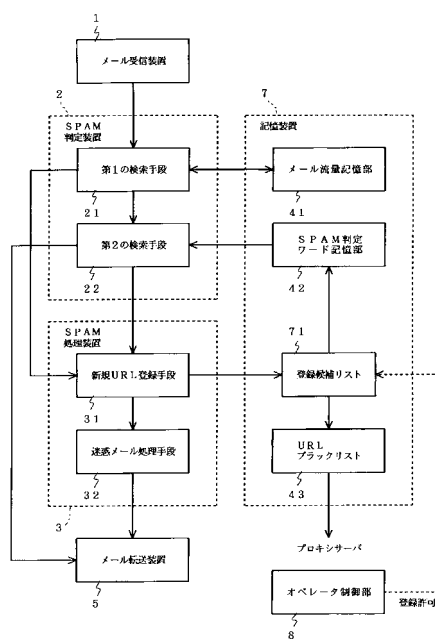 1
メール受信装置
2
SPAM
判定装置
第1の検索手段
21
第2の検索手段
22
7
記憶装置
メール流量記憶部
41
SPAM判定
ワード記憶部
42
SPAM
処理装置
新規URL登録手段
31
迷惑メール処理手段
32
3
71
登録候補リスト
URL
ブラックリスト
43
メール転送装置
5
プロキシサーバ
オペレータ制御部
8
登録許可